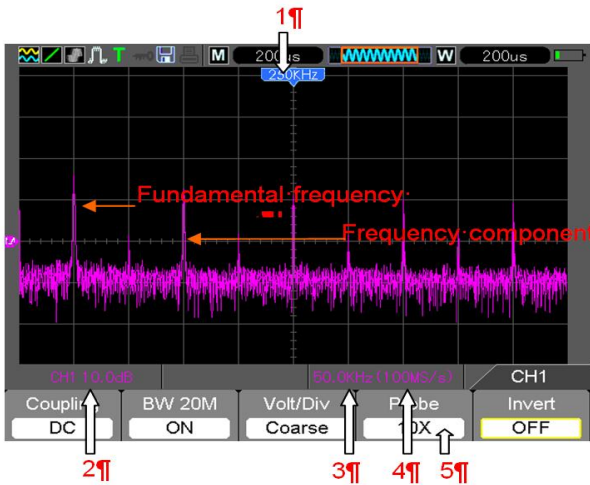 1¶
T M 200us W 200us
250KHz
Fundamental·frequency·
Frequency·component
CH1 10.0dB 50.0KHz (100MS/s) CH1
Coupling BW 20M Volt/Div Probe Invert
DC ON Coarse 10X OFF
2¶ 3¶ 4¶ 5¶